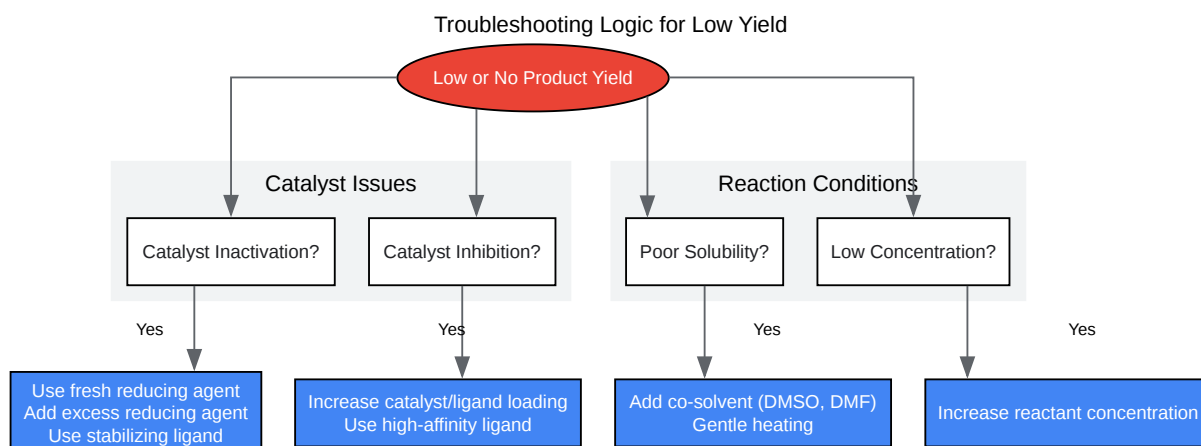 Troubleshooting Logic for Low Yield
Low or No Product Yield
Catalyst Issues
Reaction Conditions
Catalyst Inactivation?
Catalyst Inhibition?
Poor Solubility?
Low Concentration?
Yes
Yes
Yes
Yes
Use fresh reducing agent
Add excess reducing agent
Use stabilizing ligand
Increase catalyst/ligand loading
Use high-affinity ligand
Add co-solvent (DMSO, DMF)
Gentle heating
Increase reactant concentration